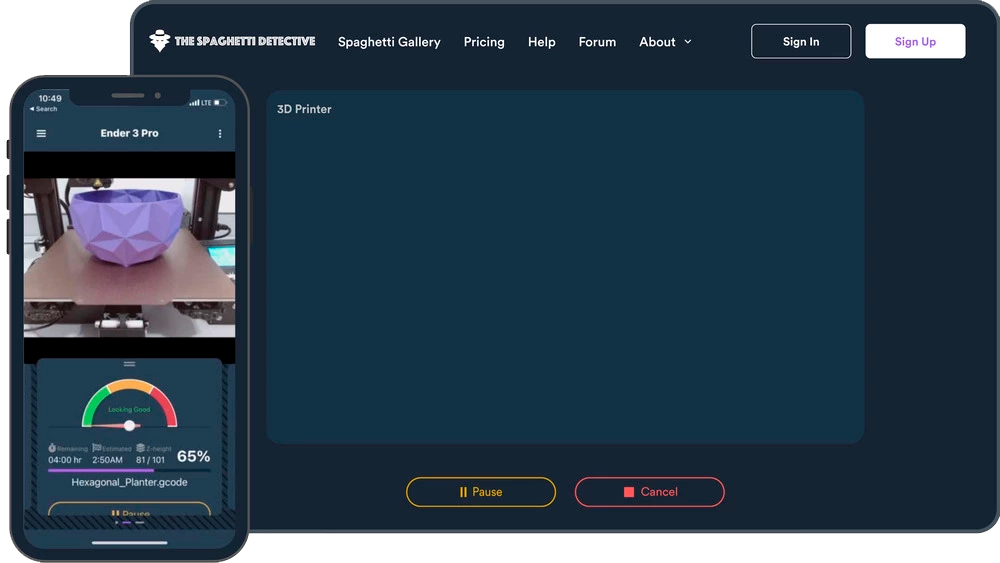 THE SPAGHETTI DETECTIVE
Spaghetti Gallery
Pricing
Help
Forum
About
Sign In
Sign Up
3D Printer
Pause
Cancel
10:49
LTE
Search
Ender 3 Pro
Looking Good
Remaining
Estimated
Z-height
04:00 hr
2:50AM
81 / 101
65%
Hexagonal_Planter.gcode
Pause